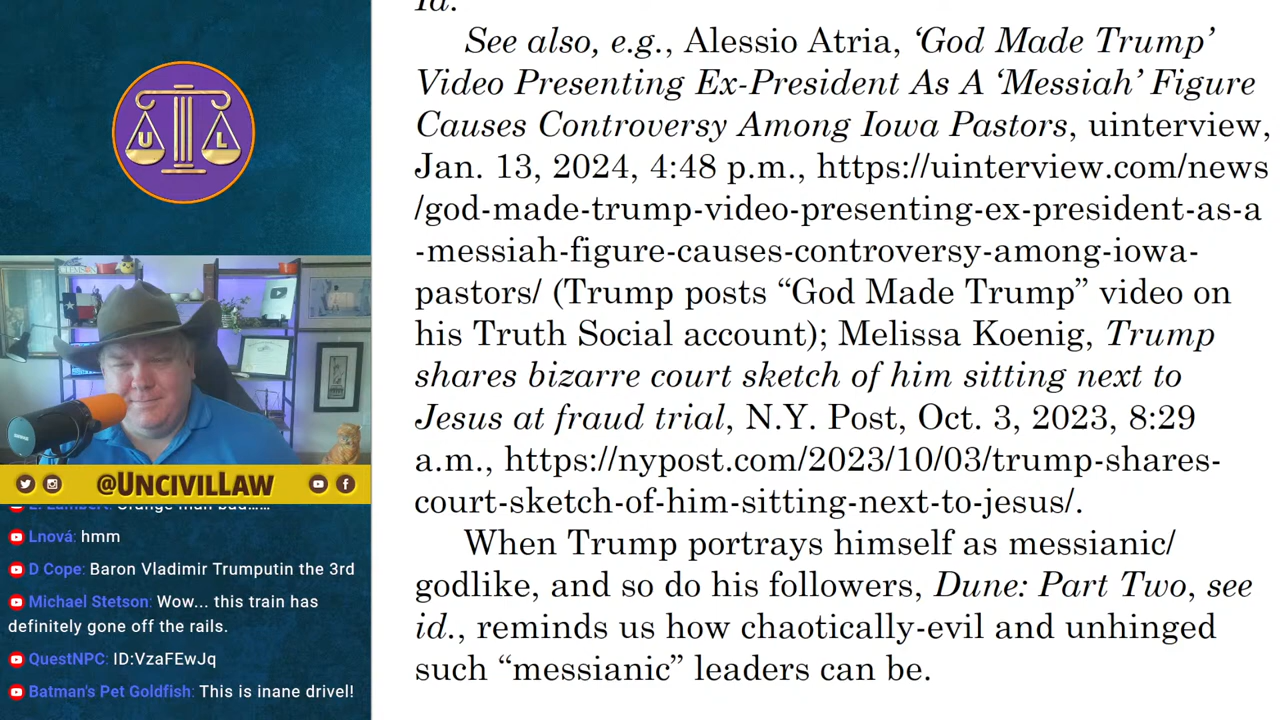 Id.
See also, e.g., Alessio Atria, ‘God Made Trump’
Video Presenting Ex-President As A ‘Messiah’ Figure
Causes Controversy Among Iowa Pastors, uinterview,
Jan. 13, 2024, 4:48 p.m., https://uinterview.com/news
/god-made-trump-video-presenting-ex-president-as-a
-messiah-figure-causes-controversy-among-iowa-
pastors/ (Trump posts “God Made Trump” video on
his Truth Social account); Melissa Koenig, Trump
shares bizarre court sketch of him sitting next to
Jesus at fraud trial, N.Y. Post, Oct. 3, 2023, 8:29
a.m., https://nypost.com/2023/10/03/trump-shares-
court-sketch-of-him-sitting-next-to-jesus/.
When Trump portrays himself as messianic/
godlike, and so do his followers, Dune: Part Two, see
id., reminds us how chaotically-evil and unhinged
such “messianic” leaders can be.
U L
@UNCIVILLAW
Lnová: hmm
D Cope: Baron Vladimir Trumputin the 3rd
Michael Stetson: Wow... this train has
definitely gone off the rails.
QuestNPC: ID:VzaFEwJq
Batman's Pet Goldfish: This is inane drivel!